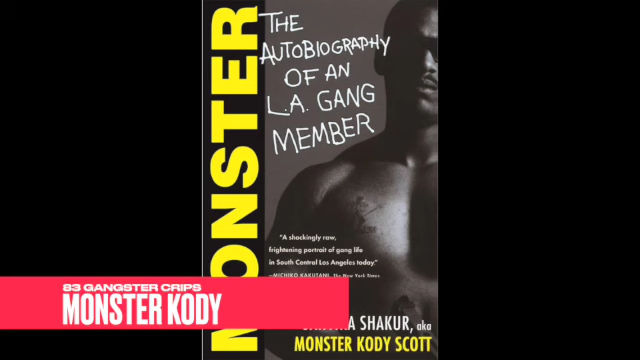 MONSTER
THE
AUTOBIOGRAPHY
OF AN
L.A. GANG
MEMBER
"A shockingly raw,
frightening portrait of gang life
in South Central Los Angeles today."
—MICHIKO KAKUTANI, The New York Times
83 GANGSTER CRIPS
MONSTER KODY
SHAKUR, aka
MONSTER KODY SCOTT